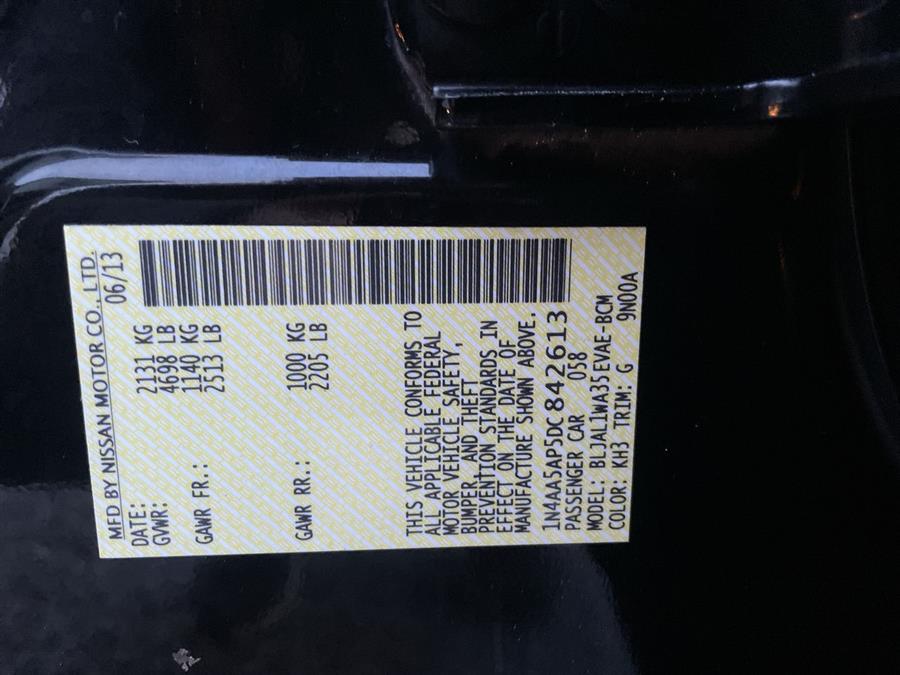 MFD BY NISSAN MOTOR CO., LTD.
DATE: 06/13
GVWR: 2131 KG
4698 LB
GAWR FR.: 1140 KG
2513 LB
GAWR RR.: 1000 KG
2205 LB
THIS VEHICLE CONFORMS TO
ALL APPLICABLE FEDERAL
MOTOR VEHICLE SAFETY,
BUMPER, AND THEFT
PREVENTION STANDARDS IN
EFFECT ON THE DATE OF
MANUFACTURE SHOWN ABOVE.
1N4AA5AP5DC842613
PASSENGER CAR 058
MODEL: BLJAL1WA35EVAE-BCM
COLOR: KH3 TRIM: G 9N00A